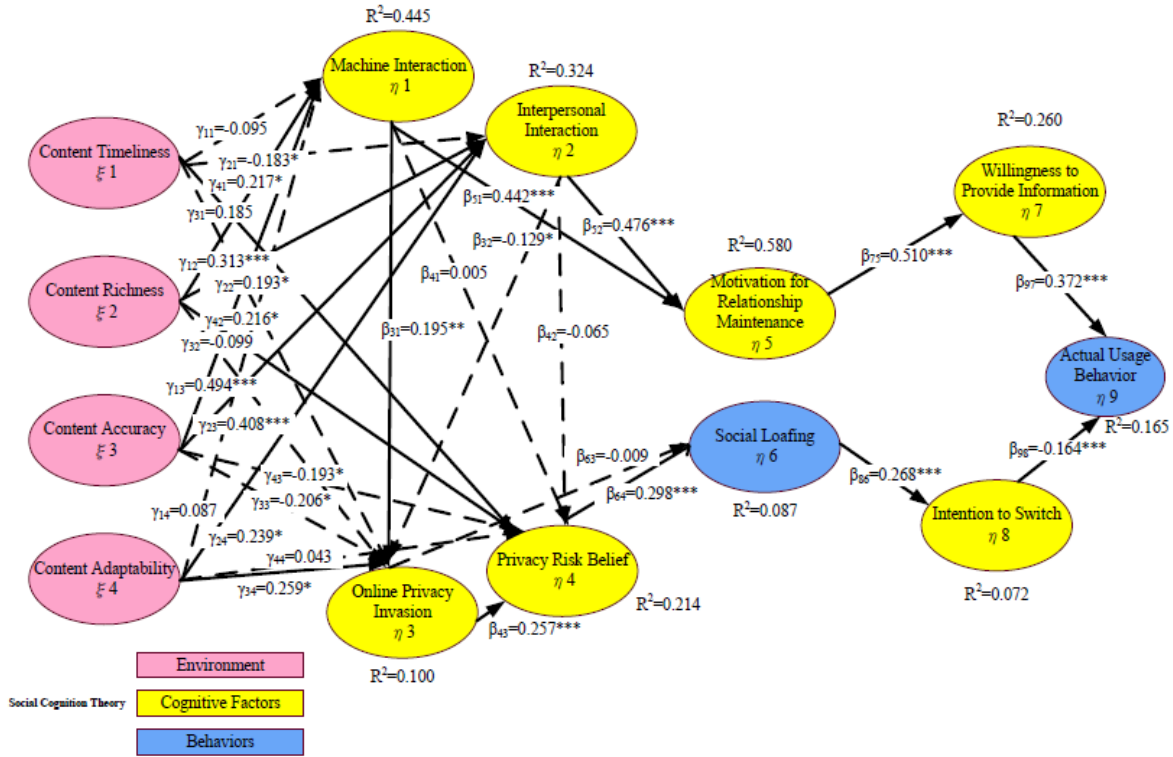 R²=0.445
Machine Interaction
η 1
R²=0.324
Interpersonal
Interaction
η 2
Content Timeliness
ξ 1
γ₁₁=-0.095
γ₂₁=-0.183*
γ₄₁=0.217*
γ₃₁=0.185
R²=0.260
Willingness to
Provide Information
η 7
β₅₁=0.442***
β₃₂=-0.129*
β₅₂=0.476***
R²=0.580
β₇₅=0.510***
Content Richness
ξ 2
γ₁₂=0.313***
γ₂₂=0.193*
γ₄₂=0.216*
γ₃₂=-0.099
β₄₁=0.005
β₃₁=0.195**
β₄₂=-0.065
Motivation for
Relationship
Maintenance
η 5
β₉₇=0.372***
Actual Usage
Behavior
η 9
R²=0.165
Content Accuracy
ξ 3
γ₁₃=0.494***
γ₂₃=0.408***
γ₄₃=-0.193*
γ₃₃=-0.206*
β₆₃=-0.009
β₆₄=0.298***
Social Loafing
η 6
R²=0.087
β₈₆=0.268***
β₉₈=-0.164***
Content Adaptability
ξ 4
γ₁₄=0.087
γ₂₄=0.239*
γ₄₄=0.043
γ₃₄=0.259*
Online Privacy
Invasion
η 3
R²=0.100
β₄₃=0.257***
Privacy Risk Belief
η 4
R²=0.214
Intention to Switch
η 8
R²=0.072
Social Cognition Theory
Environment
Cognitive Factors
Behaviors